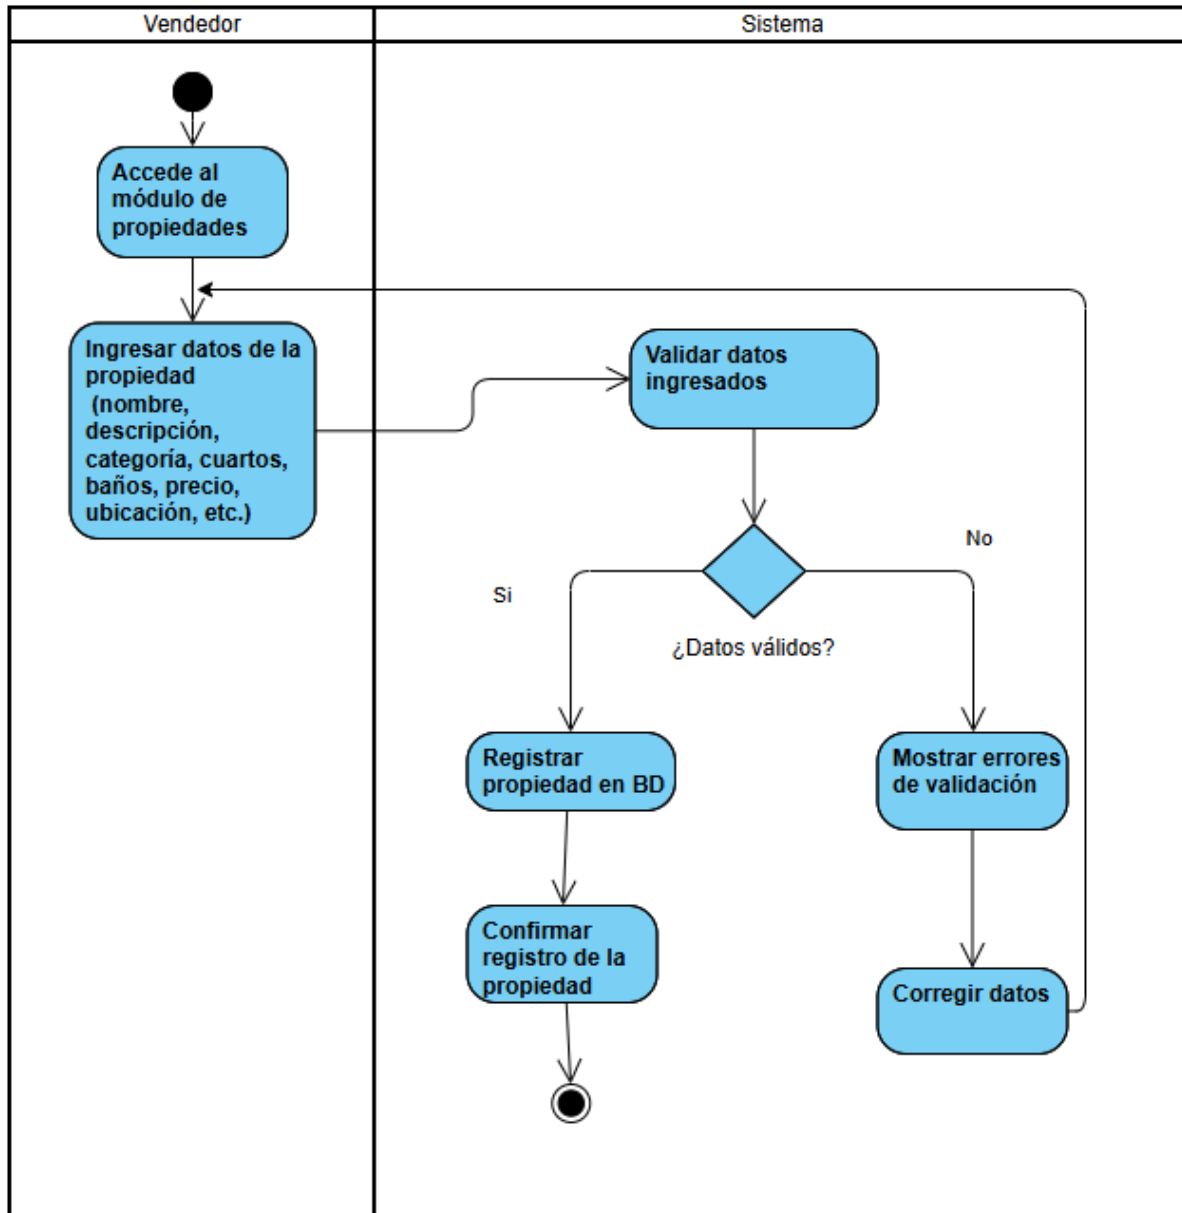 Vendedor
Sistema
Accede al
módulo de
propiedades
Ingresar datos de la
propiedad
(nombre,
descripción,
categoría, cuartos,
baños, precio,
ubicación, etc.)
Validar datos
ingresados
¿Datos válidos?
Si
No
Registrar
propiedad en BD
Confirmar
registro de la
propiedad
Mostrar errores
de validación
Corregir datos